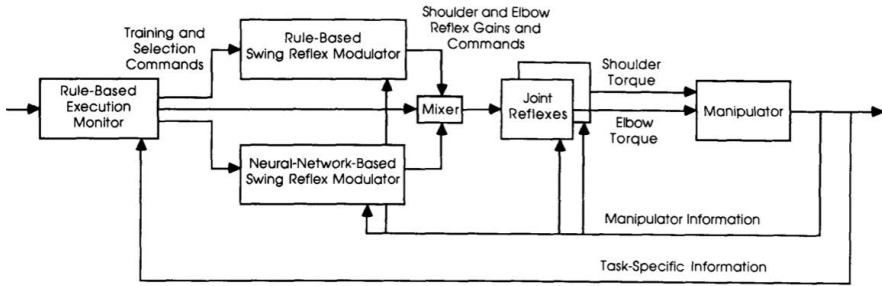 Training
and
Selection
Commands
Rule-Based
Swing Reflex Modulator
Shoulder and Elbow
Reflex Gains and
Commands
Shoulder
Torque
Rule-Based
Execution
Monitor
Mixer
Joint
Reflexes
Manipulator
Elbow
Torque
Neural-Network-Based
Swing Reflex Modulator
Manipulator Information
Task-Specific Information